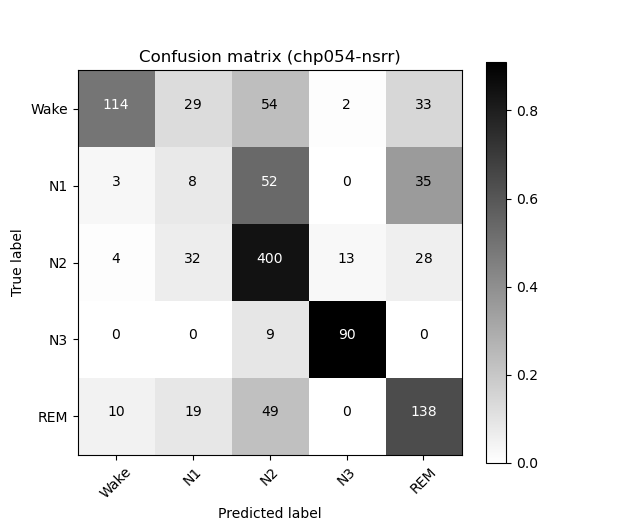 Confusion matrix (chp054-nsrr)
Wake 114 29 54 2 33
N1 3 8 52 0 35
N2 4 32 400 13 28
N3 0 0 9 90 0
REM 10 19 49 0 138
Wake N1 N2 N3 REM
Predicted label
True label
0.8
0.6
0.4
0.2
0.0